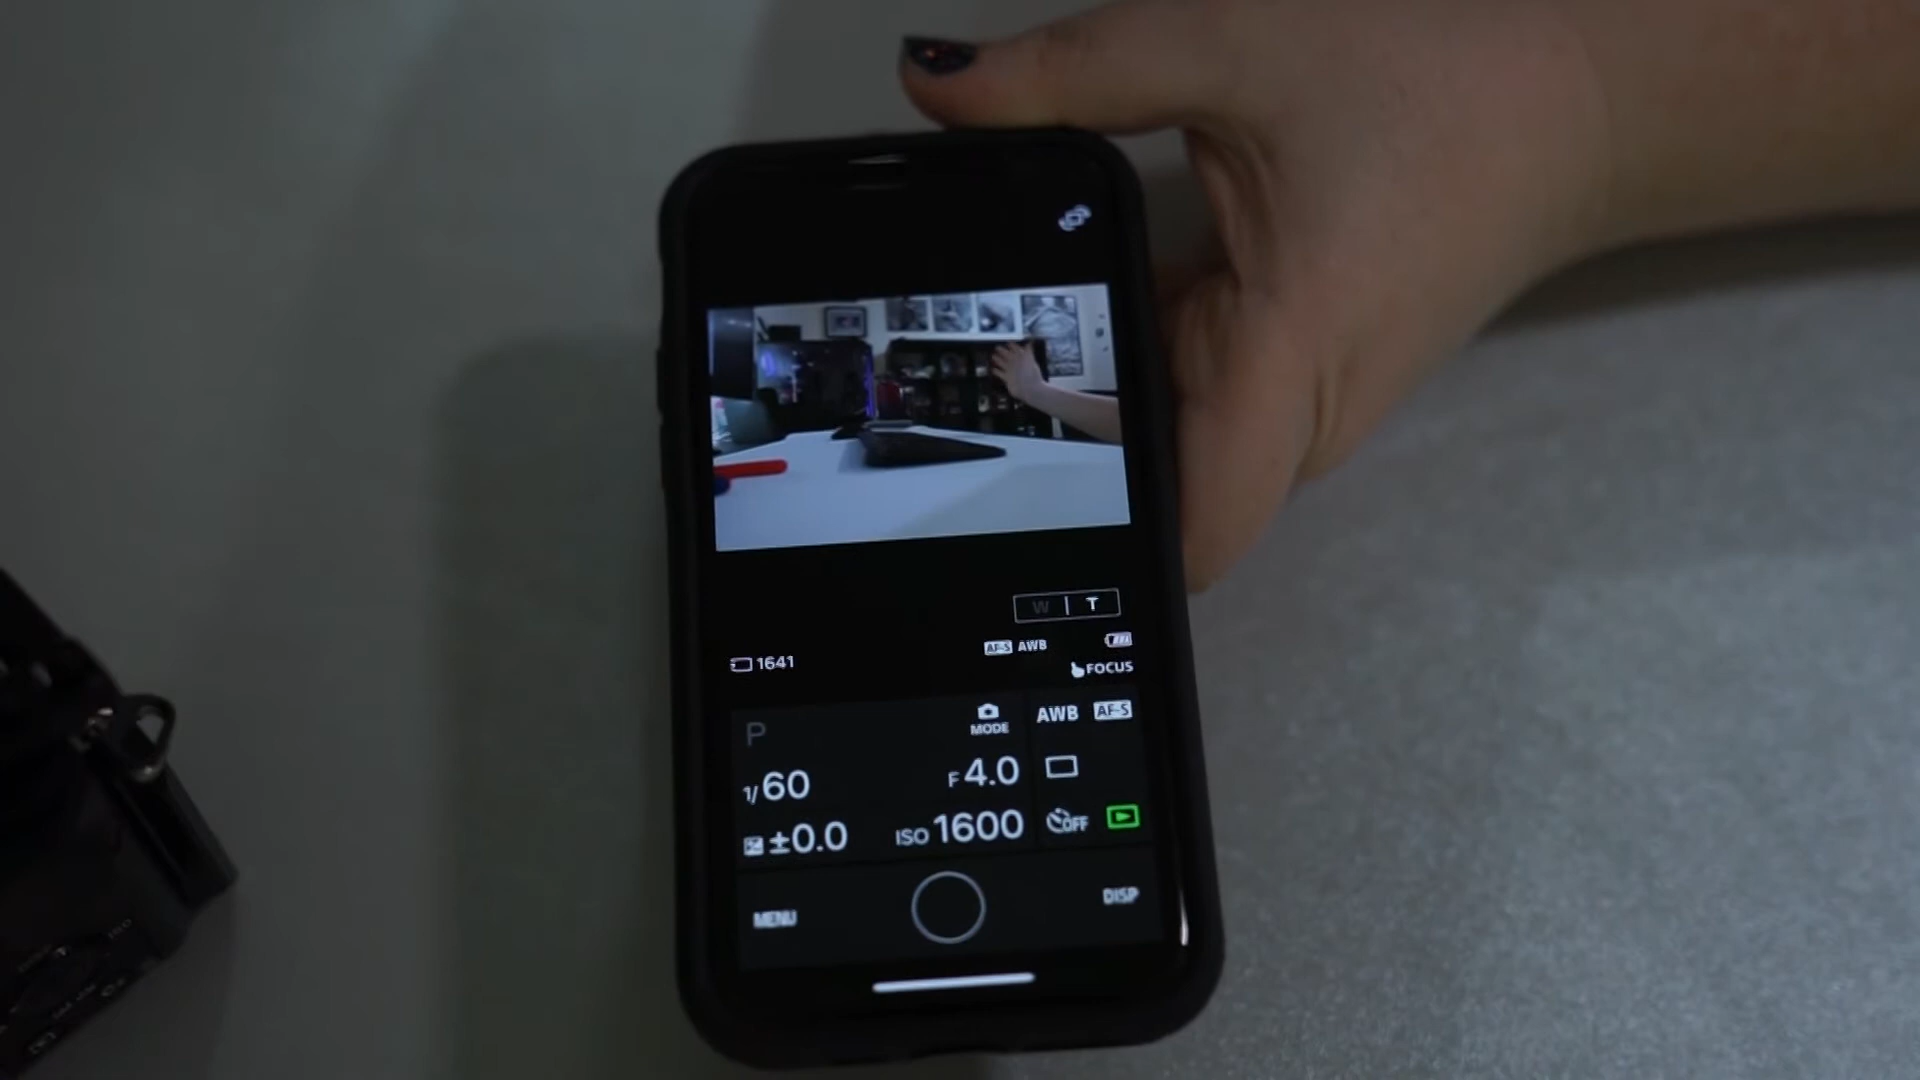 W | T
AF-S AWB
1641
FOCUS
P MODE AWB AF-S
1/60 F4.0
±0.0 ISO 1600 OFF
MENU DISP